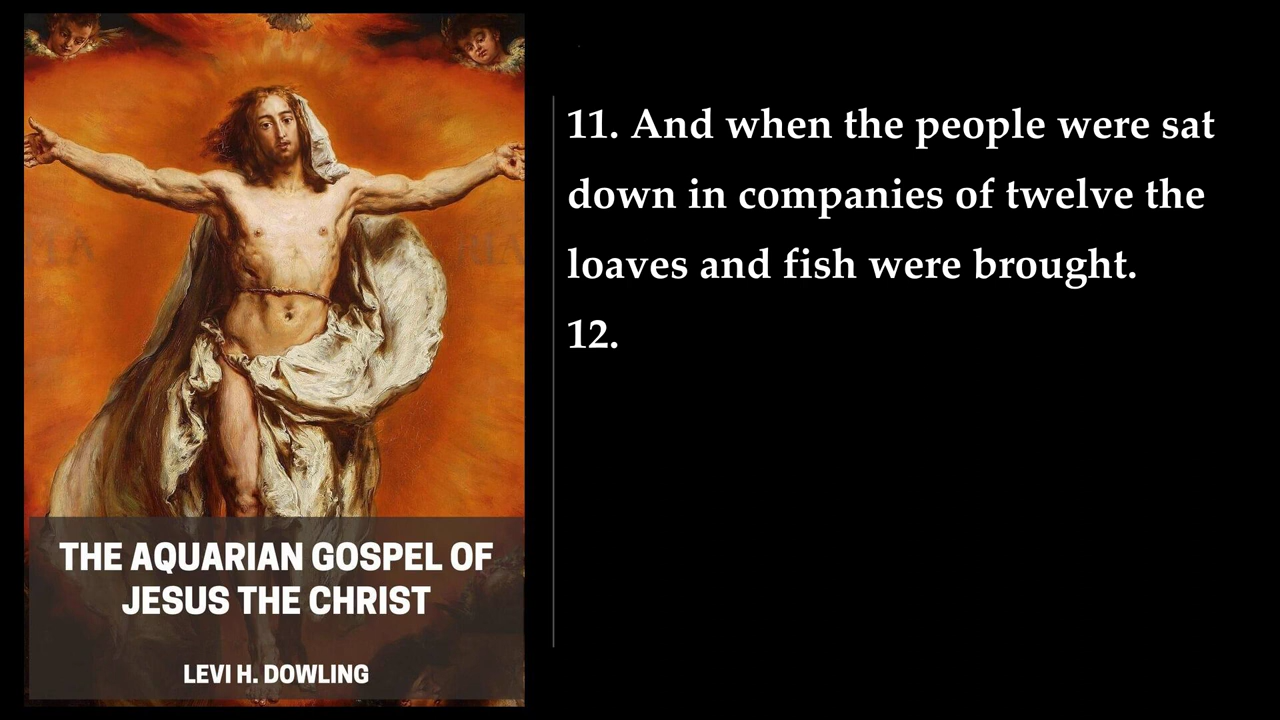 11. And when the people were sat
down in companies of twelve the
loaves and fish were brought.
12.
THE AQUARIAN GOSPEL OF
JESUS THE CHRIST
LEVI H. DOWLING